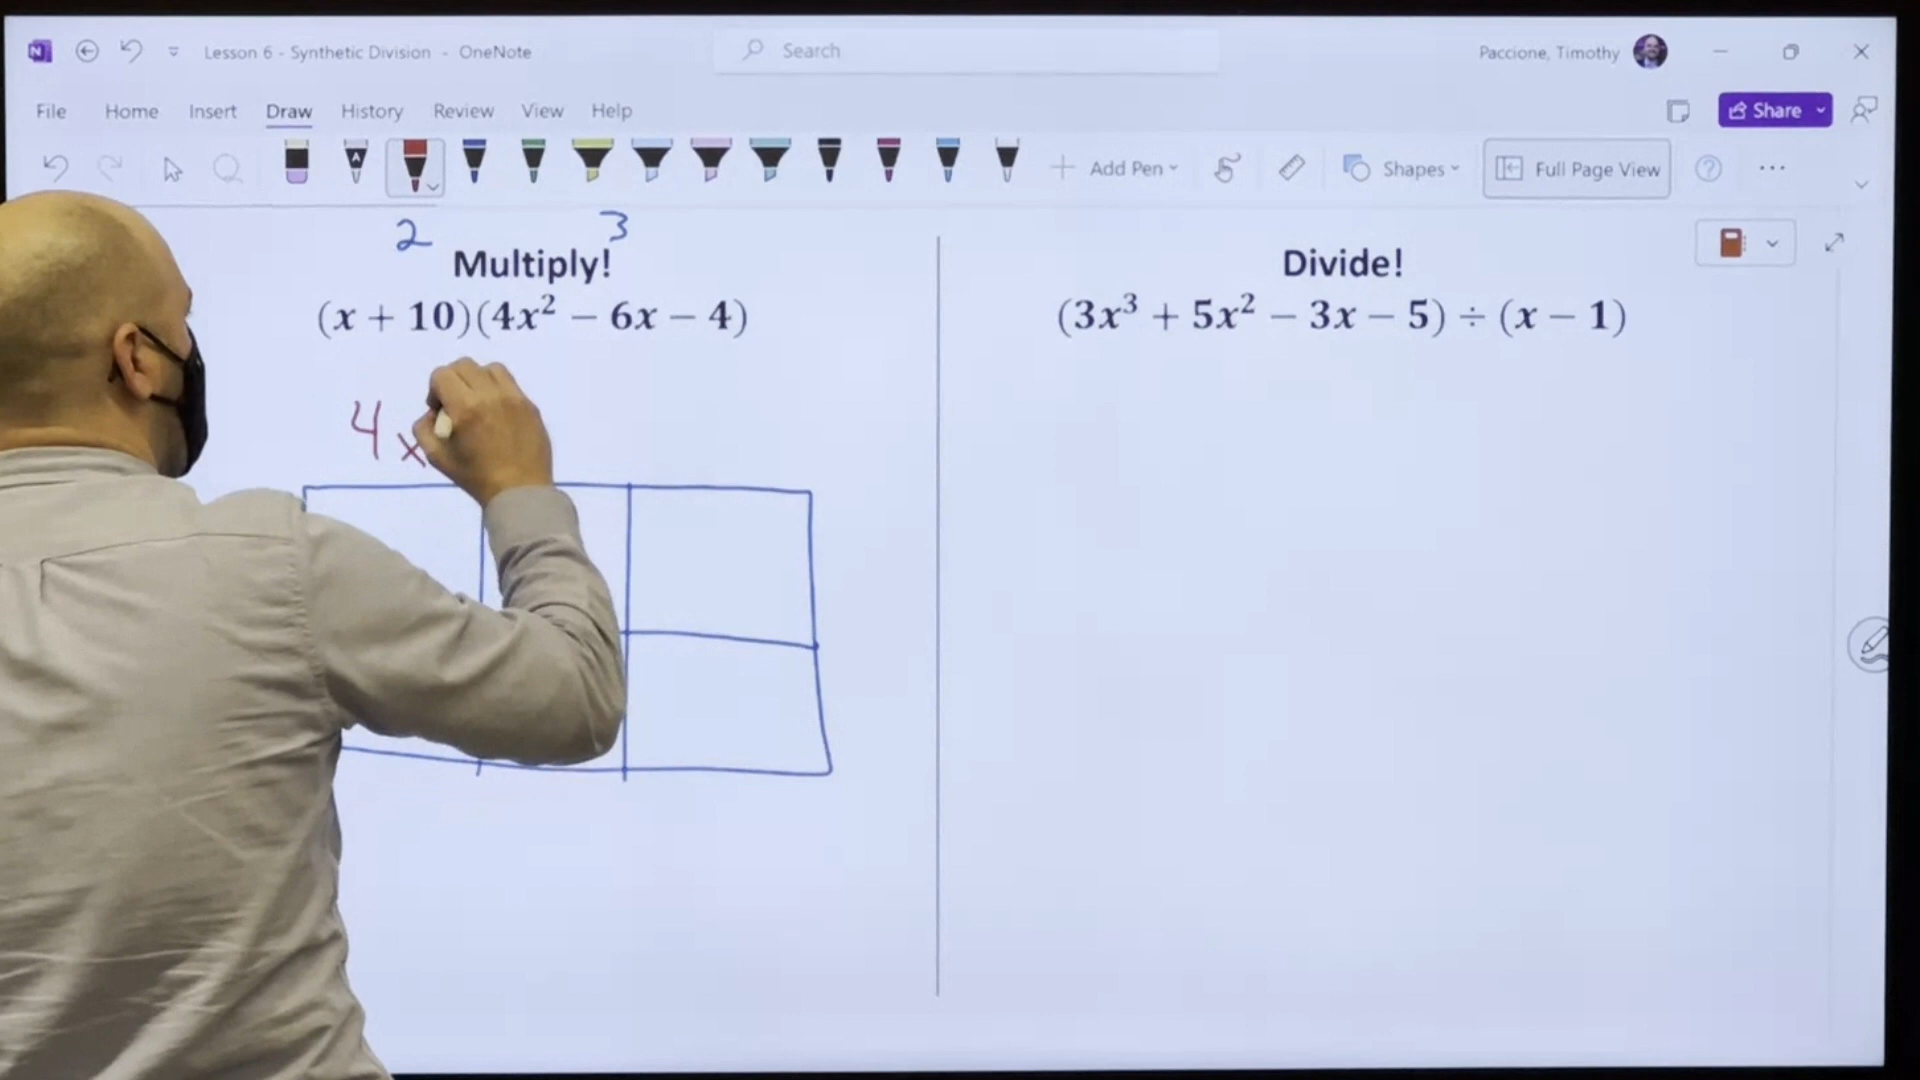 Lesson 6 - Synthetic Division - OneNote
Search
Paccione, Timothy
File Home Insert Draw History Review View Help
Share
A
Add Pen
Shapes
Full Page View
?
2 3
Multiply!
(x + 10)(4x² − 6x − 4)
4x
Divide!
(3x³ + 5x² − 3x − 5) ÷ (x − 1)